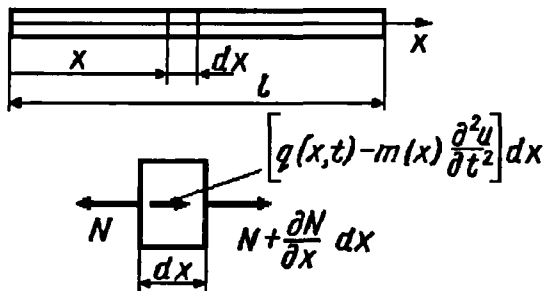 x
x
dx
l
[q(x,t)-m(x) ∂²u/∂t²]dx
N
N+∂N/∂x dx
dx